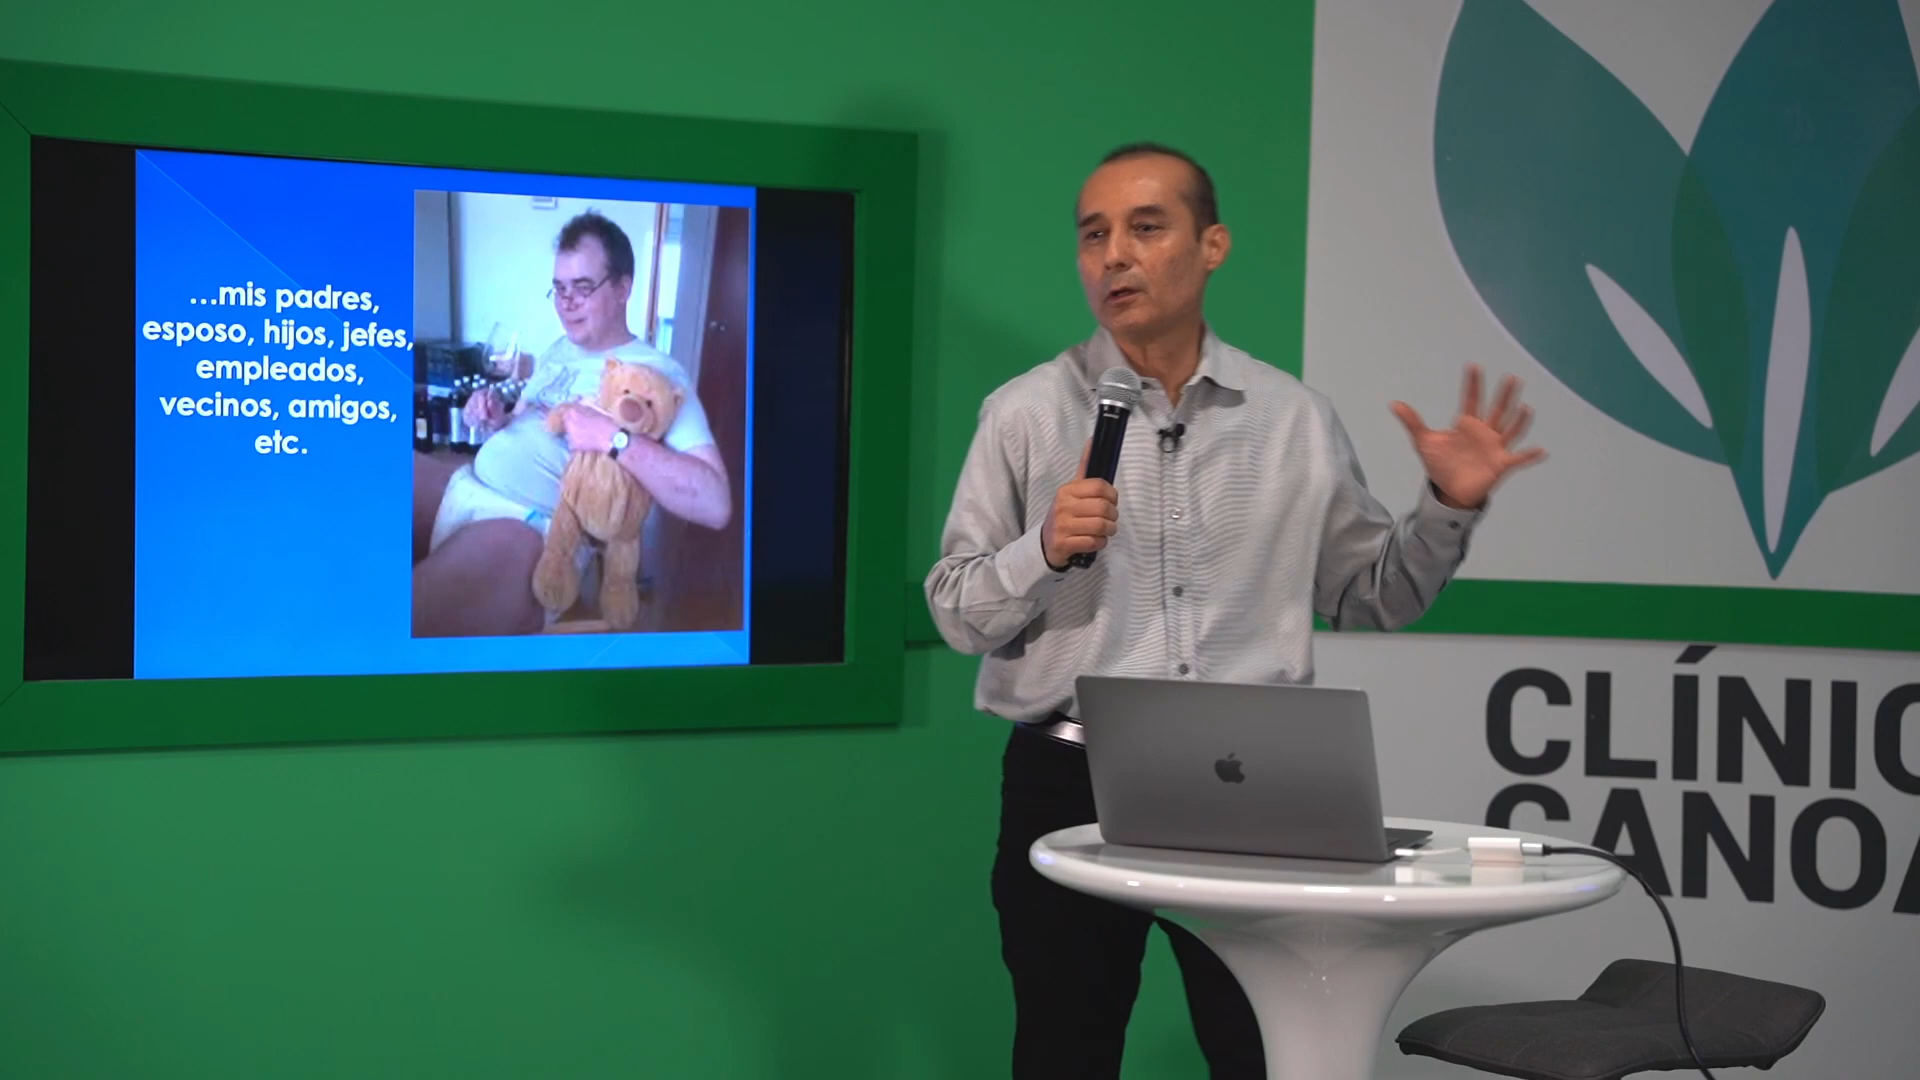 ...mis padres,
esposo, hijos, jefes,
empleados,
vecinos, amigos,
etc.
CLÍNIC
CANOA